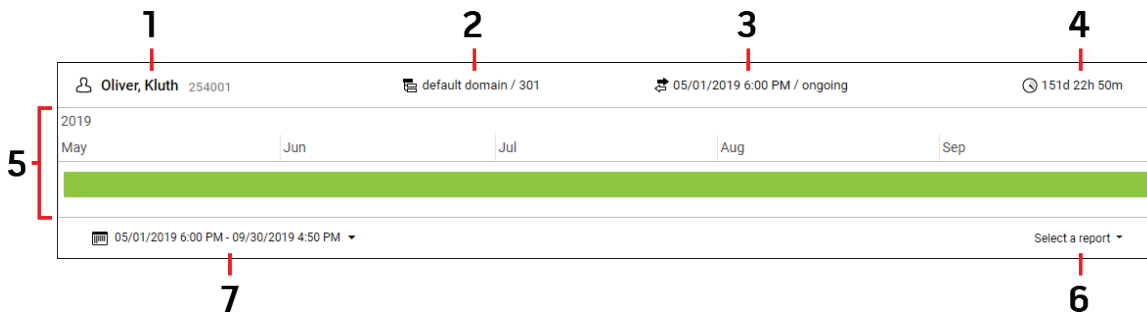 1 2 3 4
Oliver, Kluth 254001 default domain / 301 05/01/2019 6:00 PM / ongoing 151d 22h 50m
2019
May Jun Jul Aug Sep
5
05/01/2019 6:00 PM - 09/30/2019 4:50 PM Select a report
7 6